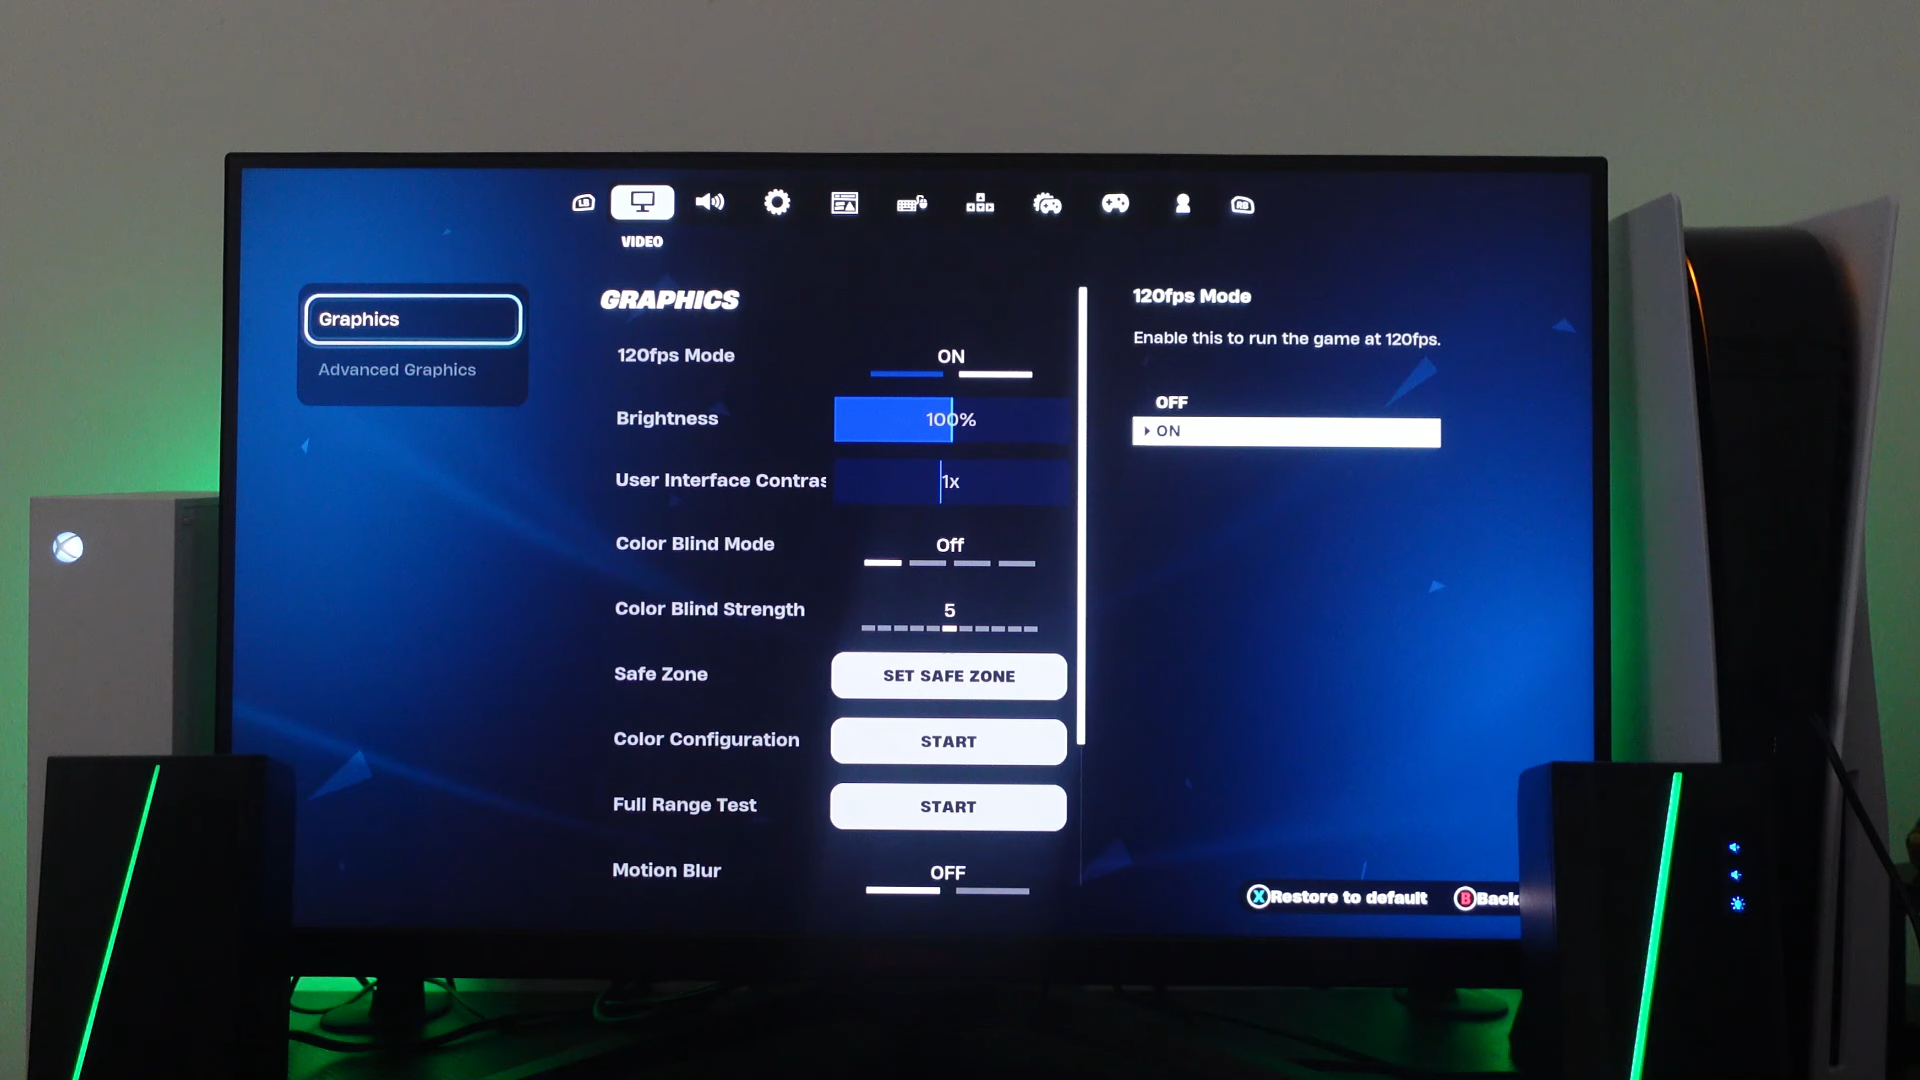 LB
RB
VIDEO
Graphics
Advanced Graphics
GRAPHICS
120fps Mode ON
Brightness 100%
User Interface Contras 1x
Color Blind Mode Off
Color Blind Strength 5
Safe Zone SET SAFE ZONE
Color Configuration START
Full Range Test START
Motion Blur OFF
120fps Mode
Enable this to run the game at 120fps.
OFF
ON
X Restore to default B Back